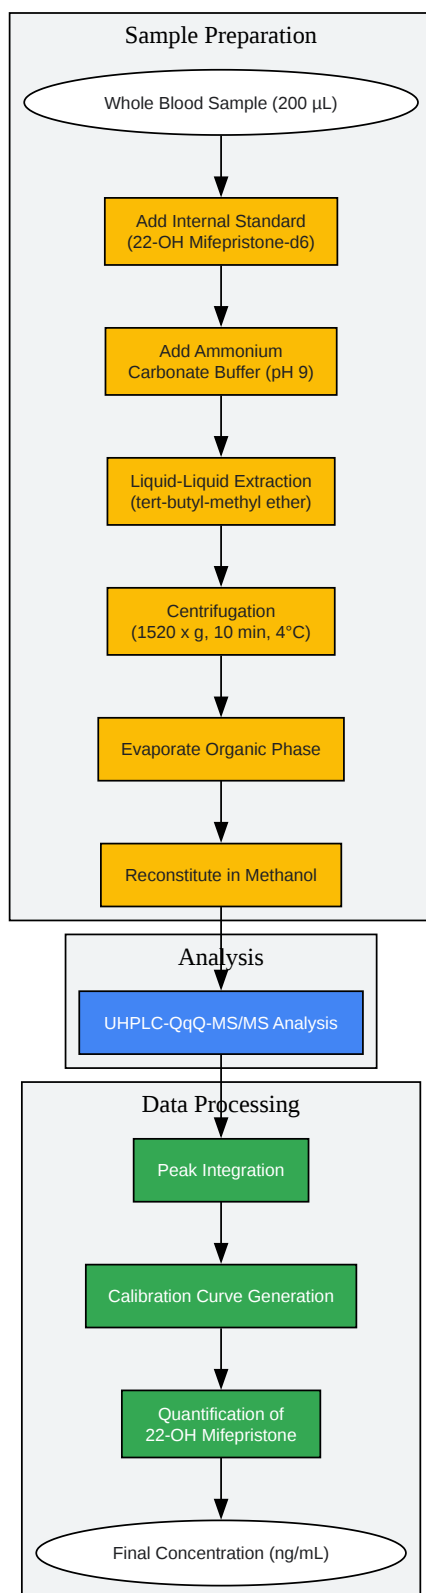 Sample Preparation
Whole Blood Sample (200 µL)
Add Internal Standard
(22-OH Mifepristone-d6)
Add Ammonium
Carbonate Buffer (pH 9)
Liquid-Liquid Extraction
(tert-butyl-methyl ether)
Centrifugation
(1520 x g, 10 min, 4°C)
Evaporate Organic Phase
Reconstitute in Methanol
Analysis
UHPLC-QqQ-MS/MS Analysis
Data Processing
Peak Integration
Calibration Curve Generation
Quantification of
22-OH Mifepristone
Final Concentration (ng/mL)